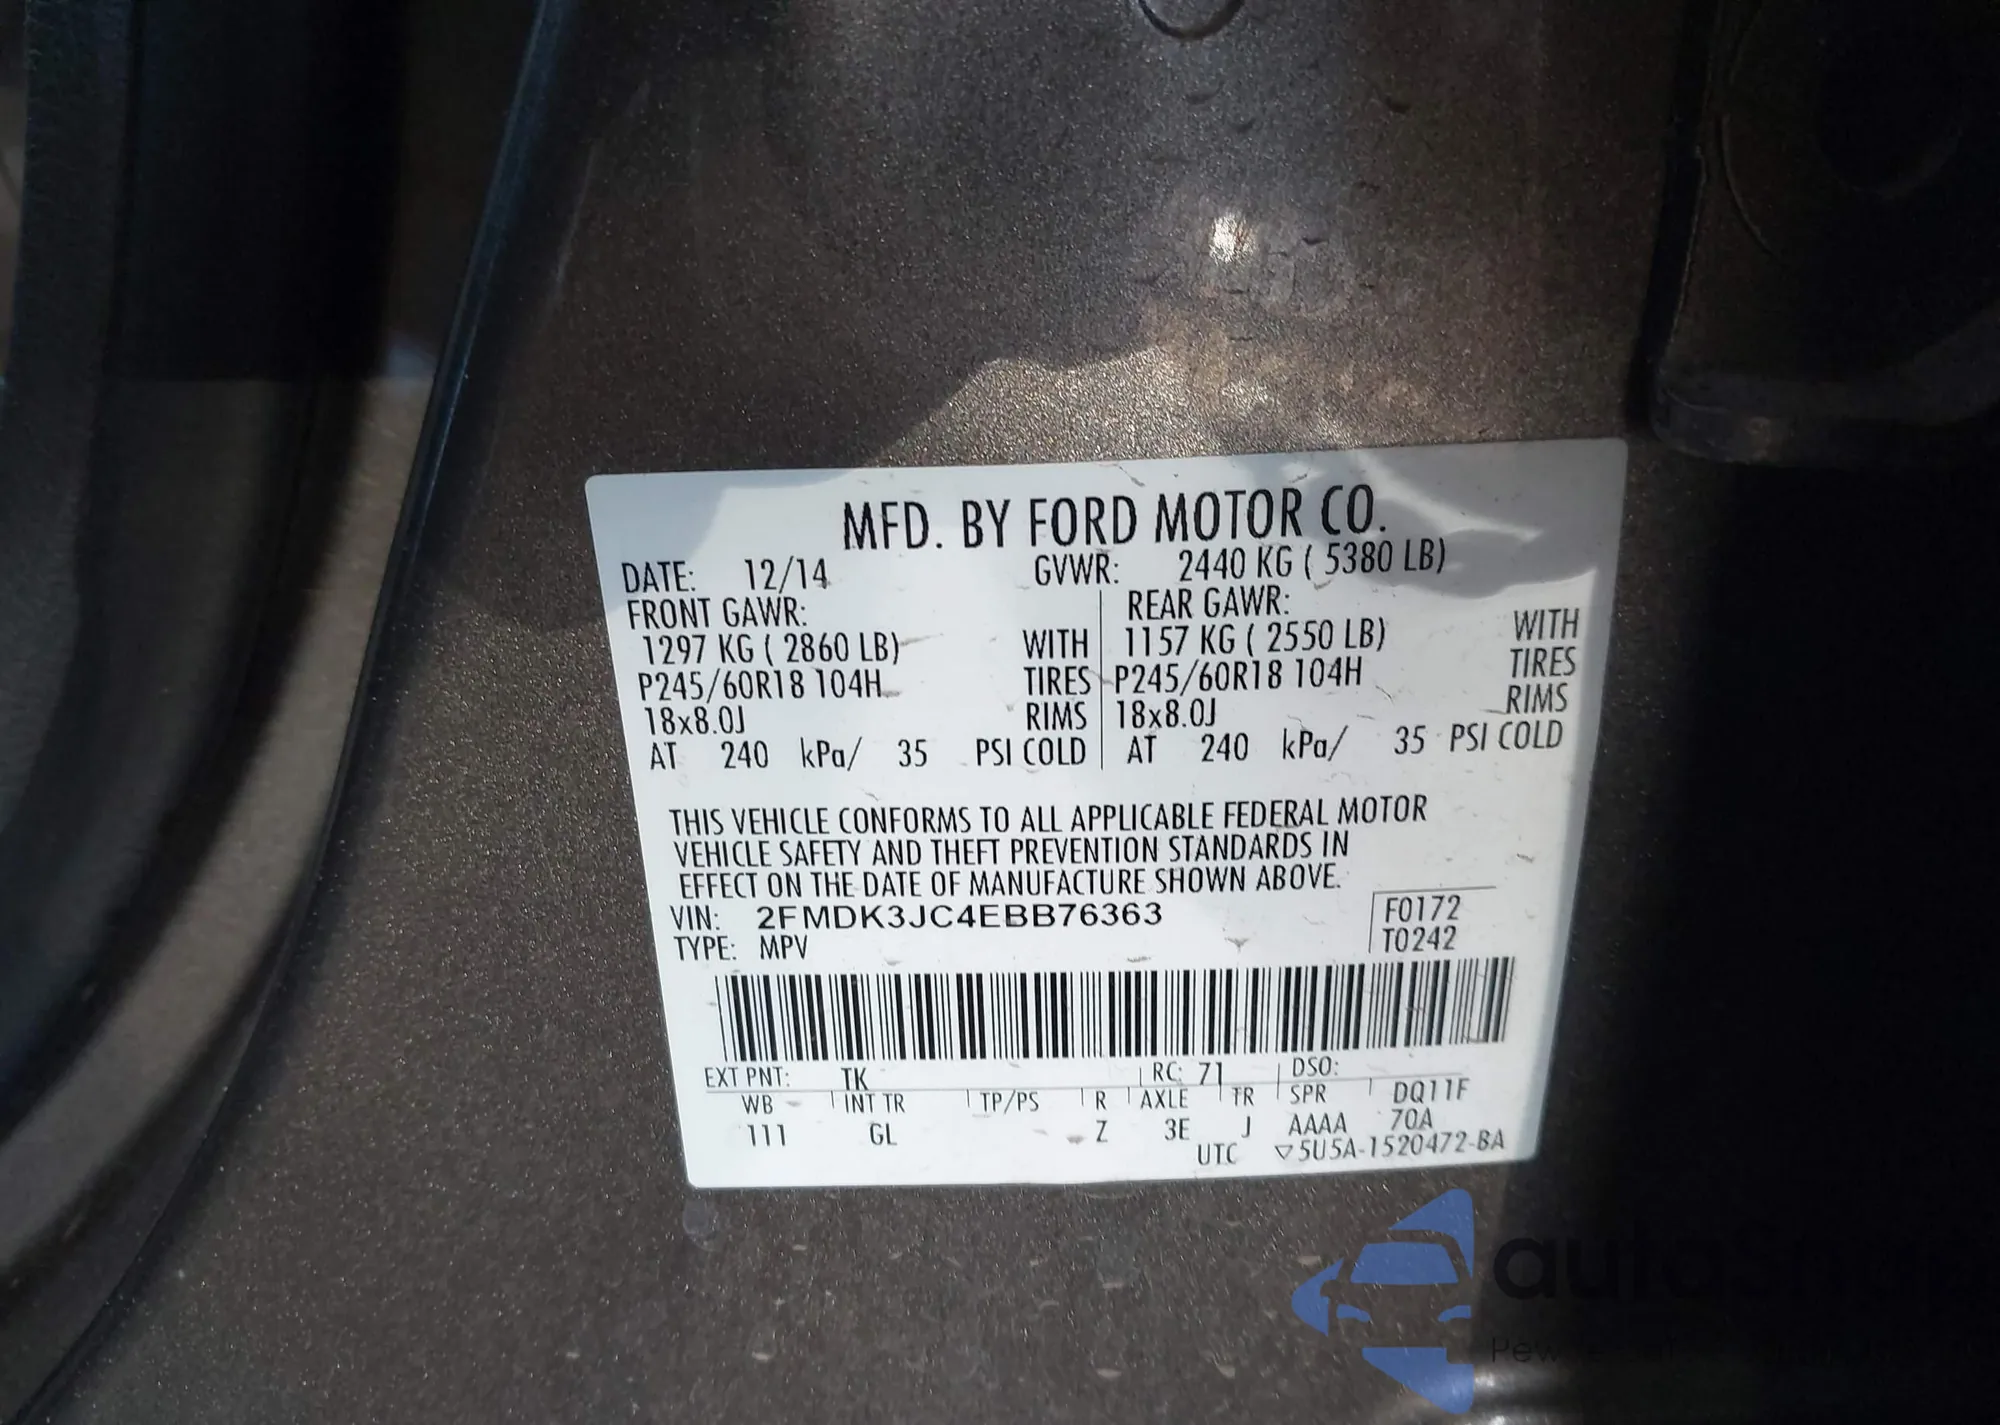 MFD. BY FORD MOTOR CO.
DATE: 12/14 GVWR: 2440 KG ( 5380 LB)
FRONT GAWR: REAR GAWR:
1297 KG ( 2860 LB) WITH 1157 KG ( 2550 LB) WITH
P245/60R18 104H TIRES P245/60R18 104H TIRES
18x8.0J RIMS 18x8.0J RIMS
AT 240 kPa/ 35 PSI COLD AT 240 kPa/ 35 PSI COLD
THIS VEHICLE CONFORMS TO ALL APPLICABLE FEDERAL MOTOR
VEHICLE SAFETY AND THEFT PREVENTION STANDARDS IN
EFFECT ON THE DATE OF MANUFACTURE SHOWN ABOVE.
VIN: 2FMDK3JC4EBB76363 F0172
TYPE: MPV T0242
EXT PNT: TK RC: 71 DSO:
WB INT TR TP/PS R AXLE TR SPR DQ11F
111 GL Z 3E J AAAA 70A
UTC ▽5U5A-1520472-BA